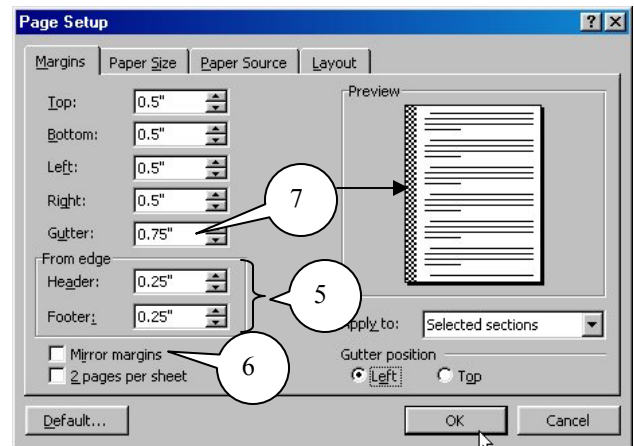 Page Setup
Margins Paper Size Paper Source Layout
Top: 0.5"
Bottom: 0.5"
Left: 0.5"
Right: 0.5"
Gutter: 0.75"
7
Preview
From edge
Header: 0.25"
Footer: 0.25"
5
Apply to: Selected sections
Mirror margins
2 pages per sheet
6
Gutter position
Left Top
Default... OK Cancel